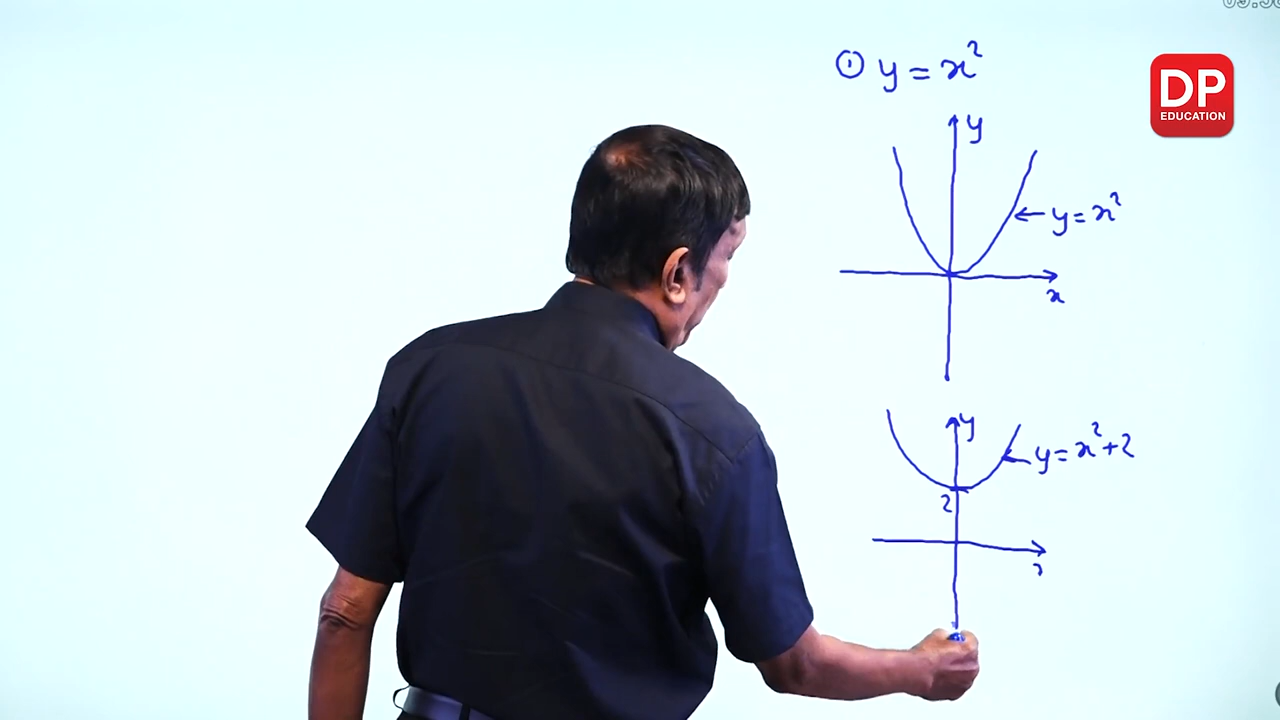 ① y = x²
DP
EDUCATION
y
← y = x²
x
y
← y = x² + 2
2